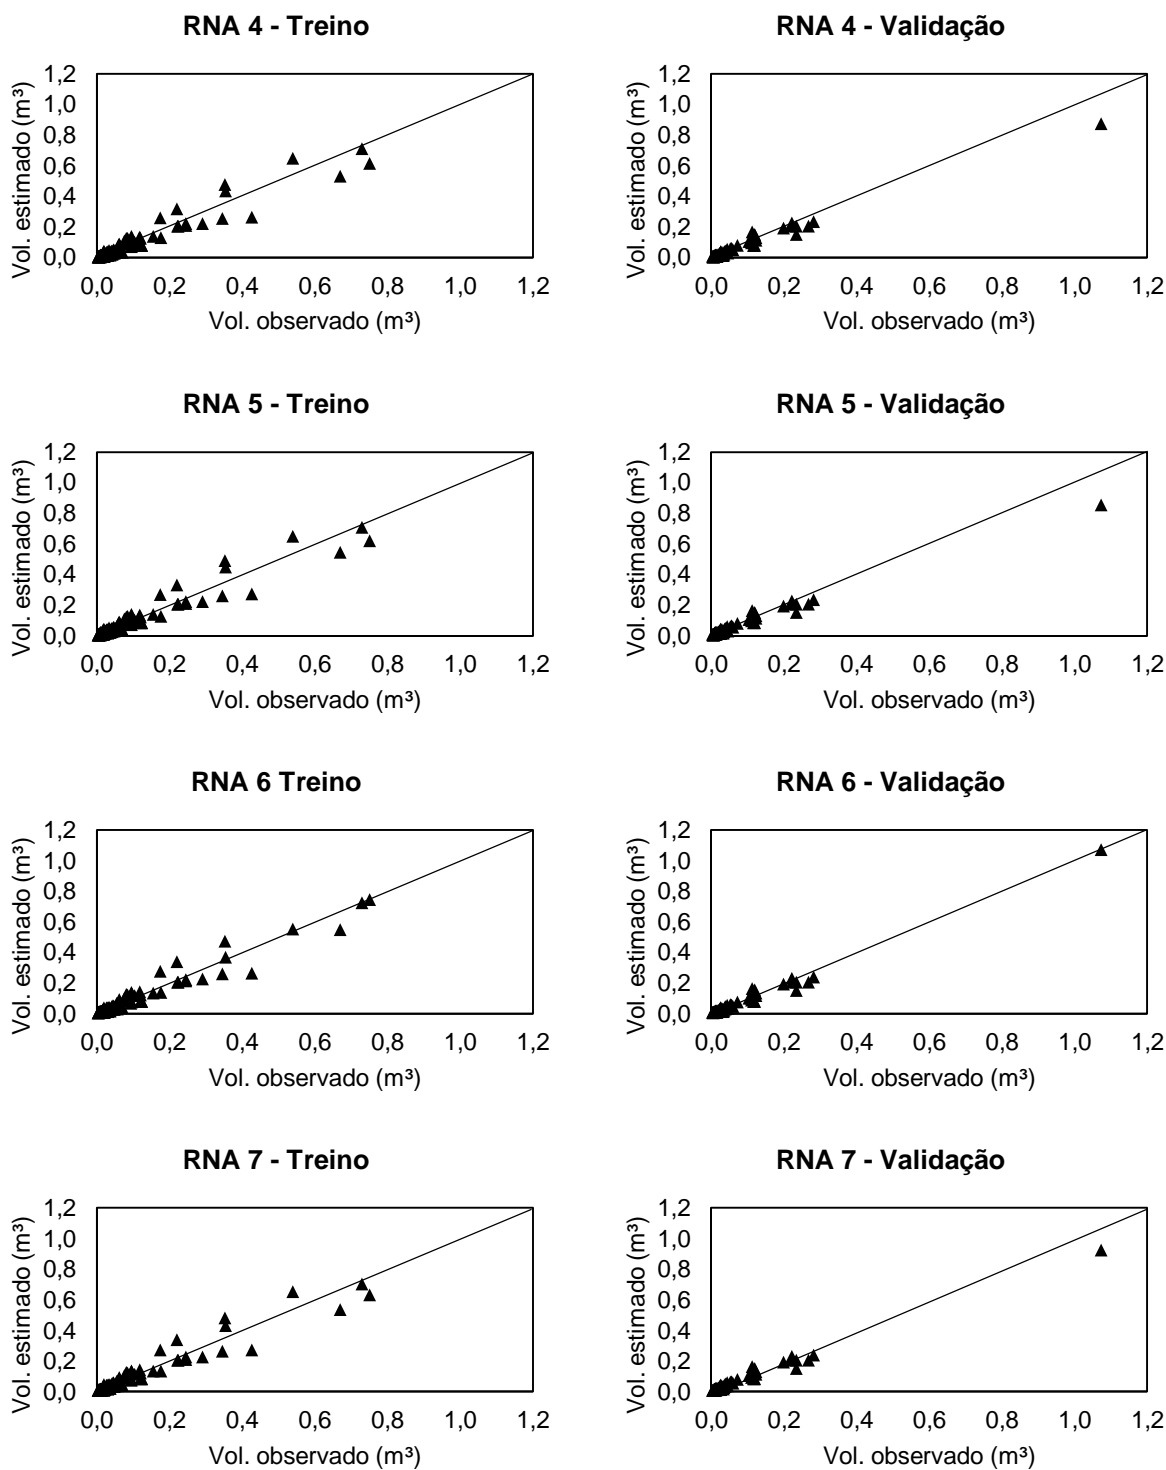 RNA 4 - Treino
Vol. estimado (m³)
1,2
1,0
0,8
0,6
0,4
0,2
0,0
0,0 0,2 0,4 0,6 0,8 1,0 1,2
Vol. observado (m³)
RNA 4 - Validação
Vol. estimado (m³)
1,2
1,0
0,8
0,6
0,4
0,2
0,0
0,0 0,2 0,4 0,6 0,8 1,0 1,2
Vol. observado (m³)
RNA 5 - Treino
Vol. estimado (m³)
1,2
1,0
0,8
0,6
0,4
0,2
0,0
0,0 0,2 0,4 0,6 0,8 1,0 1,2
Vol. observado (m³)
RNA 5 - Validação
Vol. estimado (m³)
1,2
1,0
0,8
0,6
0,4
0,2
0,0
0,0 0,2 0,4 0,6 0,8 1,0 1,2
Vol. observado (m³)
RNA 6 Treino
Vol. estimado (m³)
1,2
1,0
0,8
0,6
0,4
0,2
0,0
0,0 0,2 0,4 0,6 0,8 1,0 1,2
Vol. observado (m³)
RNA 6 - Validação
Vol. estimado (m³)
1,2
1,0
0,8
0,6
0,4
0,2
0,0
0,0 0,2 0,4 0,6 0,8 1,0 1,2
Vol. observado (m³)
RNA 7 - Treino
Vol. estimado (m³)
1,2
1,0
0,8
0,6
0,4
0,2
0,0
0,0 0,2 0,4 0,6 0,8 1,0 1,2
Vol. observado (m³)
RNA 7 - Validação
Vol. estimado (m³)
1,2
1,0
0,8
0,6
0,4
0,2
0,0
0,0 0,2 0,4 0,6 0,8 1,0 1,2
Vol. observado (m³)